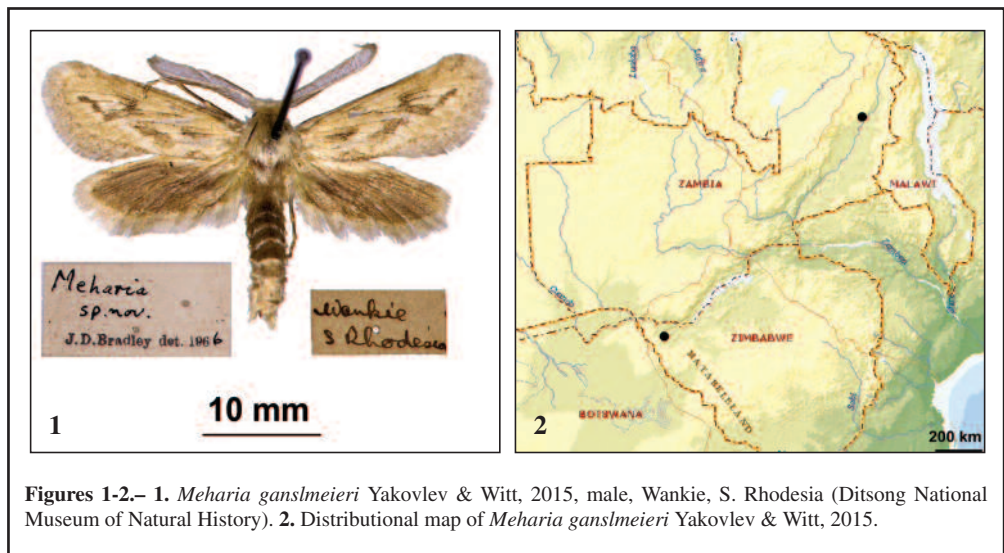 Meharia
sp. nov.
J.D. Bradley det. 1966
Wankie
S Rhodesia
10 mm
1
ZAMBIA
MALAWI
ZIMBABWE
MATABELELAND
BOTSWANA
2
200 km
Figures 1-2.– 1. Meharia ganslmeieri Yakovlev & Witt, 2015, male, Wankie, S. Rhodesia (Ditsong National
Museum of Natural History). 2. Distributional map of Meharia ganslmeieri Yakovlev & Witt, 2015.